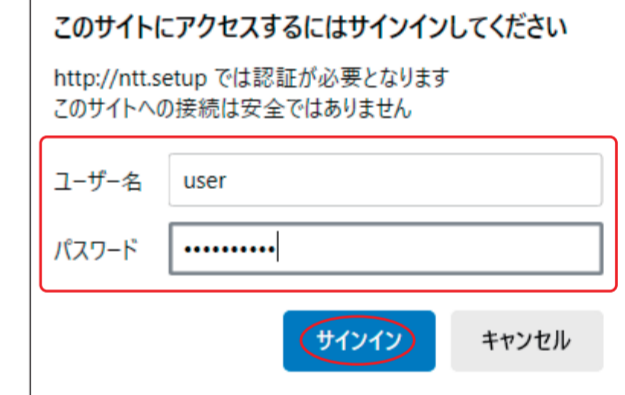 このサイトにアクセスするにはサインインしてください
http://ntt.setup では認証が必要となります
このサイトへの接続は安全ではありません
ユーザー名 user
パスワード ••••••••••
サインイン キャンセル